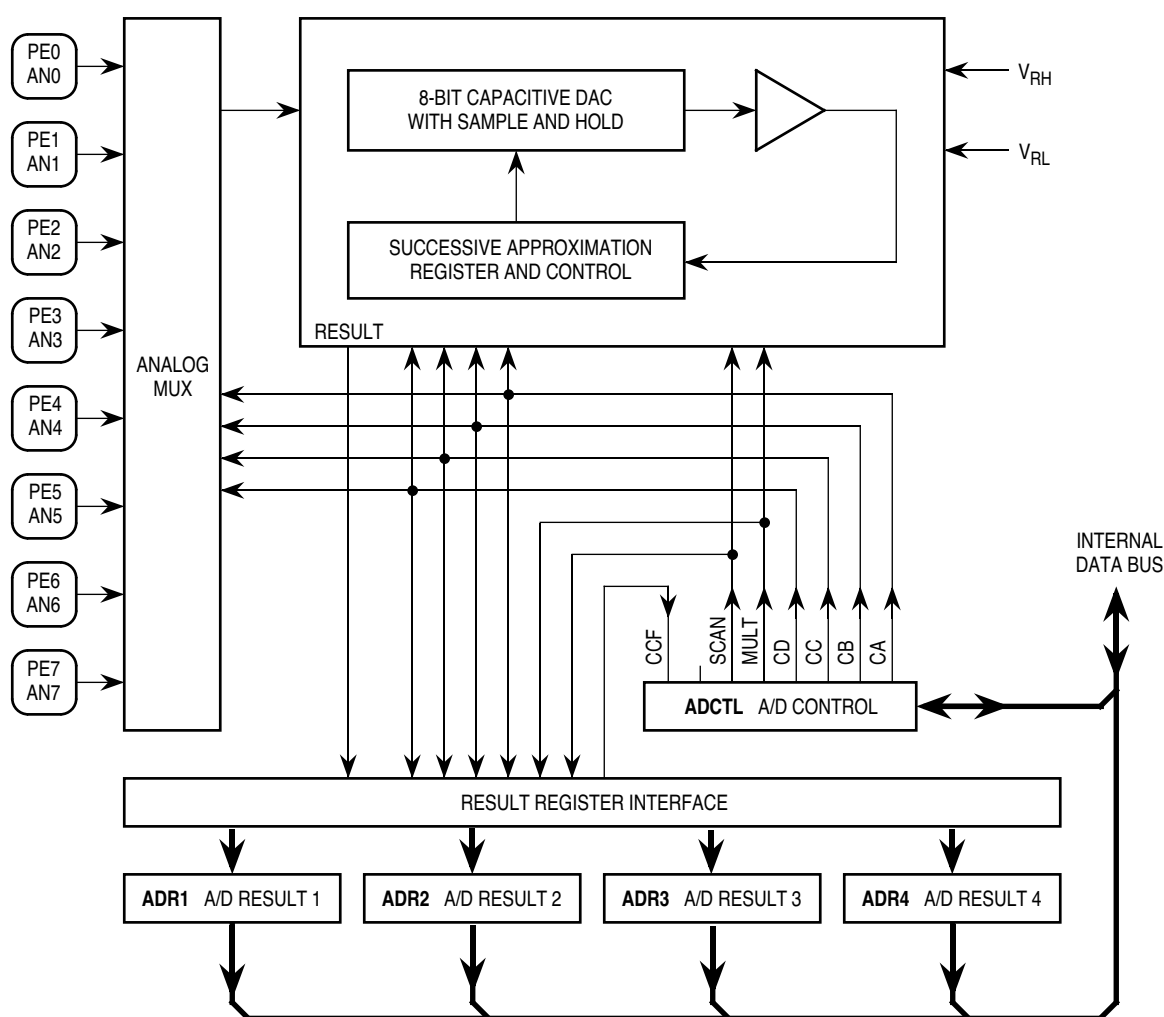 PE0
AN0
PE1
AN1
PE2
AN2
PE3
AN3
PE4
AN4
PE5
AN5
PE6
AN6
PE7
AN7
ANALOG
MUX
8-BIT CAPACITIVE DAC
WITH SAMPLE AND HOLD
SUCCESSIVE APPROXIMATION
REGISTER AND CONTROL
RESULT
VRH
VRL
INTERNAL
DATA BUS
CCF
SCAN
MULT
CD
CC
CB
CA
ADCTL A/D CONTROL
RESULT REGISTER INTERFACE
ADR1 A/D RESULT 1
ADR2 A/D RESULT 2
ADR3 A/D RESULT 3
ADR4 A/D RESULT 4